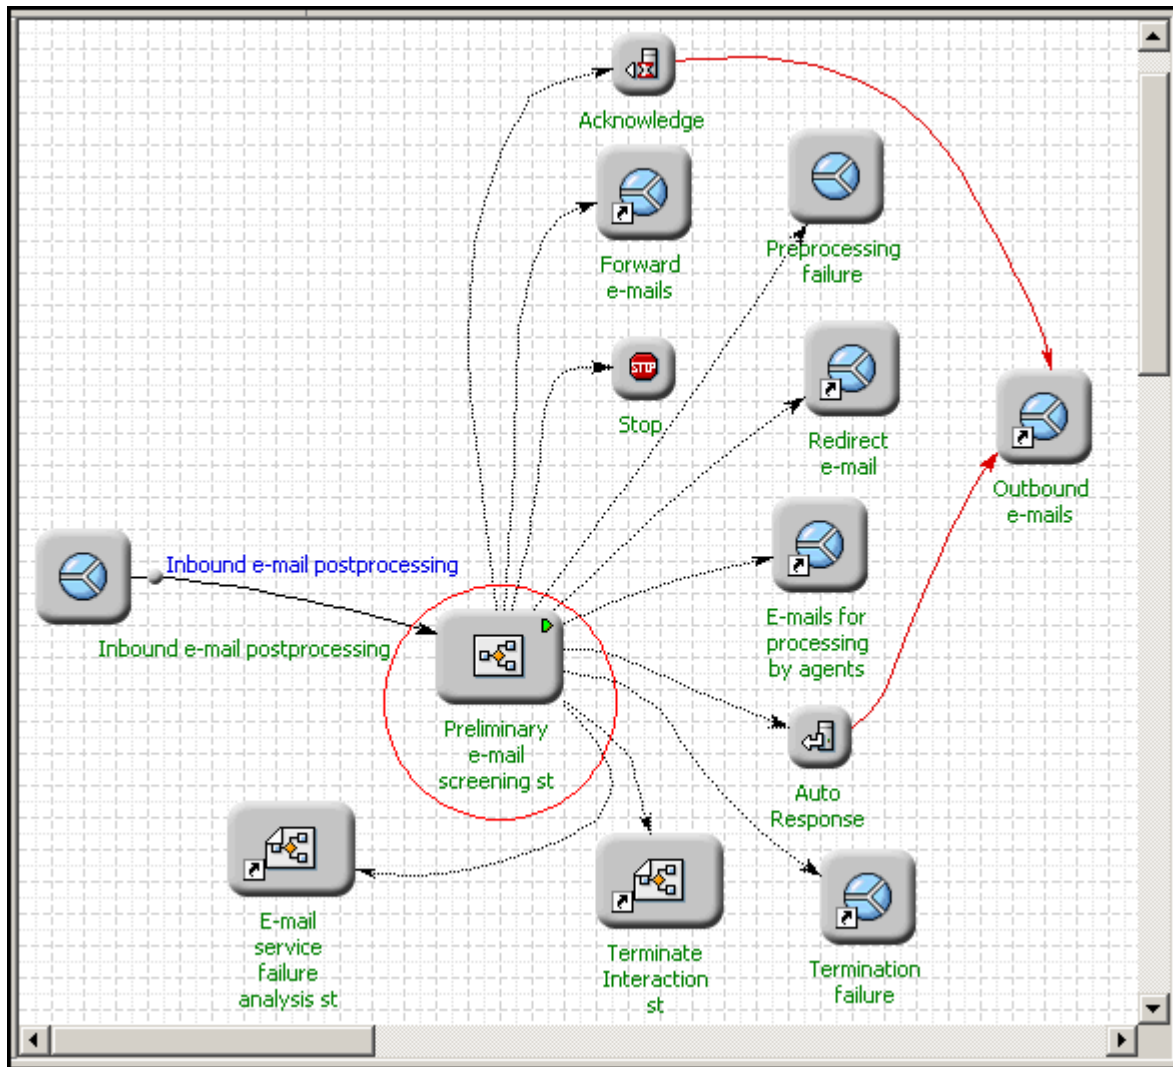 Acknowledge
Forward
e-mails
Preprocessing
failure
STOP
Stop
Redirect
e-mail
Outbound
e-mails
Inbound e-mail postprocessing
Inbound e-mail postprocessing
E-mails for
processing
by agents
Preliminary
e-mail
screening st
Auto
Response
E-mail
service
failure
analysis st
Terminate
Interaction
st
Termination
failure